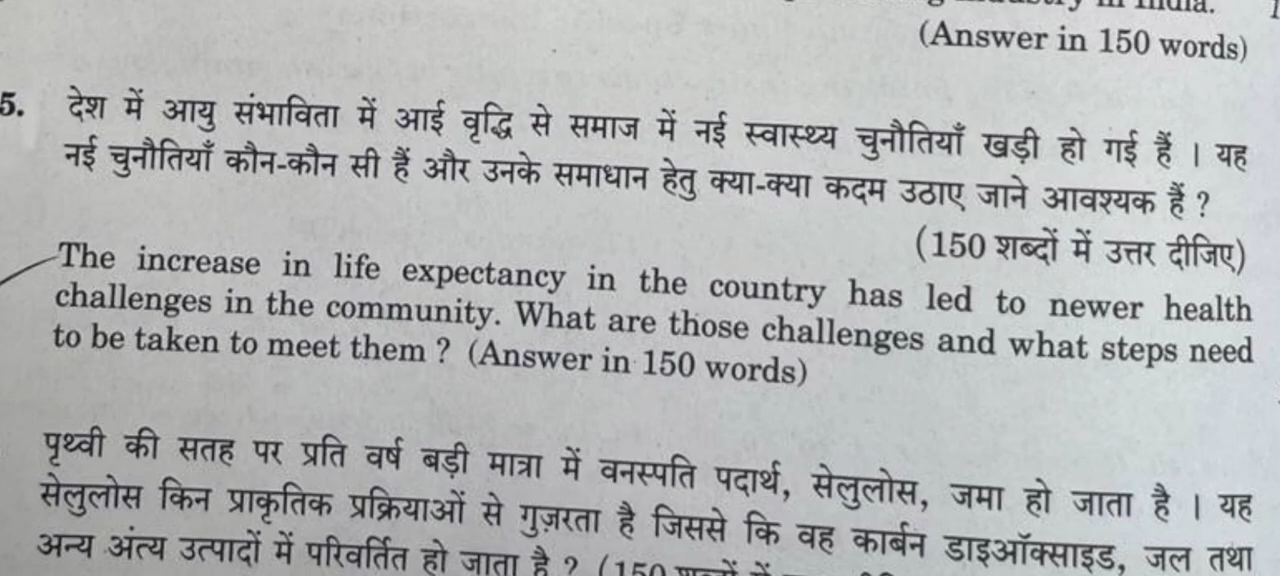 in India.
(Answer in 150 words)
5. देश में आयु संभाविता में आई वृद्धि से समाज में नई स्वास्थ्य चुनौतियाँ खड़ी हो गई हैं । यह
नई चुनौतियाँ कौन-कौन सी हैं और उनके समाधान हेतु क्या-क्या कदम उठाए जाने आवश्यक हैं ?
(150 शब्दों में उत्तर दीजिए)
The increase in life expectancy in the country has led to newer health
challenges in the community. What are those challenges and what steps need
to be taken to meet them ? (Answer in 150 words)
पृथ्वी की सतह पर प्रति वर्ष बड़ी मात्रा में वनस्पति पदार्थ, सेलुलोस, जमा हो जाता है । यह
सेलुलोस किन प्राकृतिक प्रक्रियाओं से गुज़रता है जिससे कि वह कार्बन डाइऑक्साइड, जल तथा
अन्य अंत्य उत्पादों में परिवर्तित हो जाता है ? (150 शब्दों में